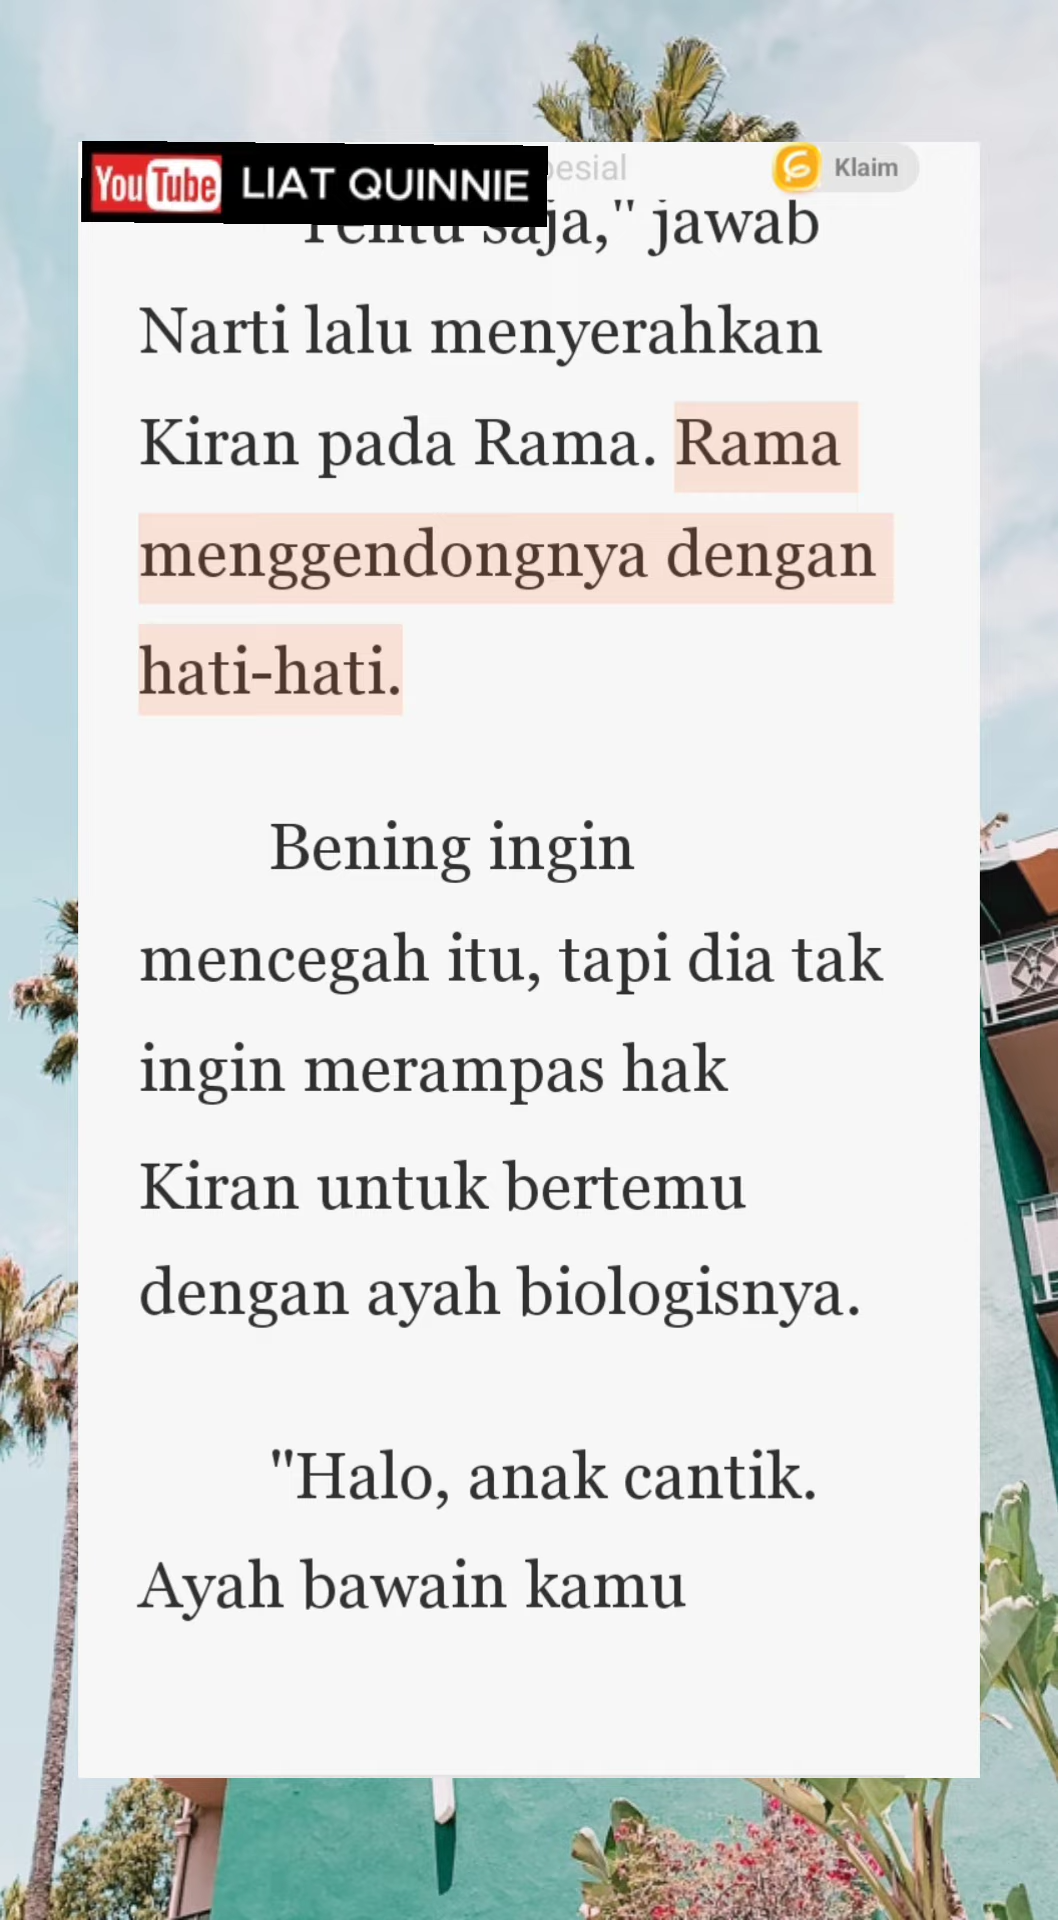 YouTube LIAT QUINNIE
Klaim
saja," jawab
Narti lalu menyerahkan
Kiran pada Rama. Rama
menggendongnya dengan
hati-hati.
Bening ingin
mencegah itu, tapi dia tak
ingin merampas hak
Kiran untuk bertemu
dengan ayah biologisnya.
"Halo, anak cantik.
Ayah bawain kamu